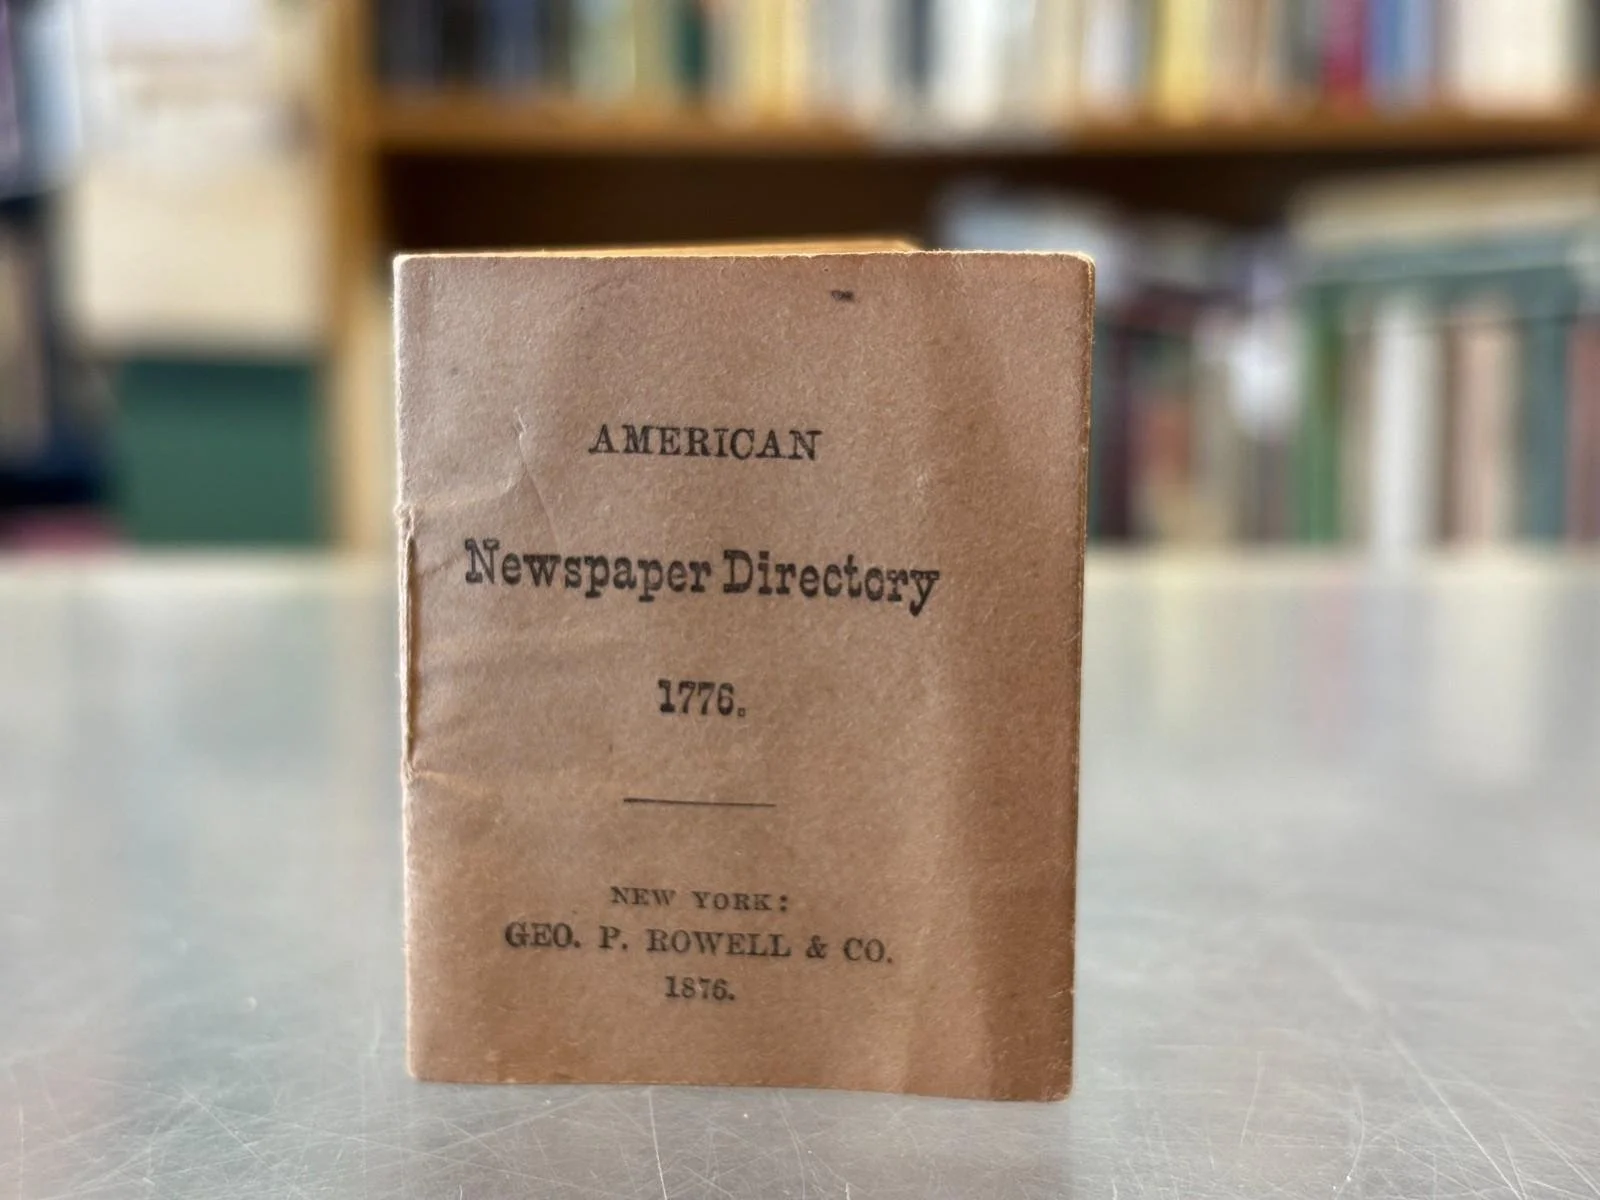 AMERICAN
Newspaper Directory
1776.
NEW YORK:
GEO. P. ROWELL & CO.
1876.